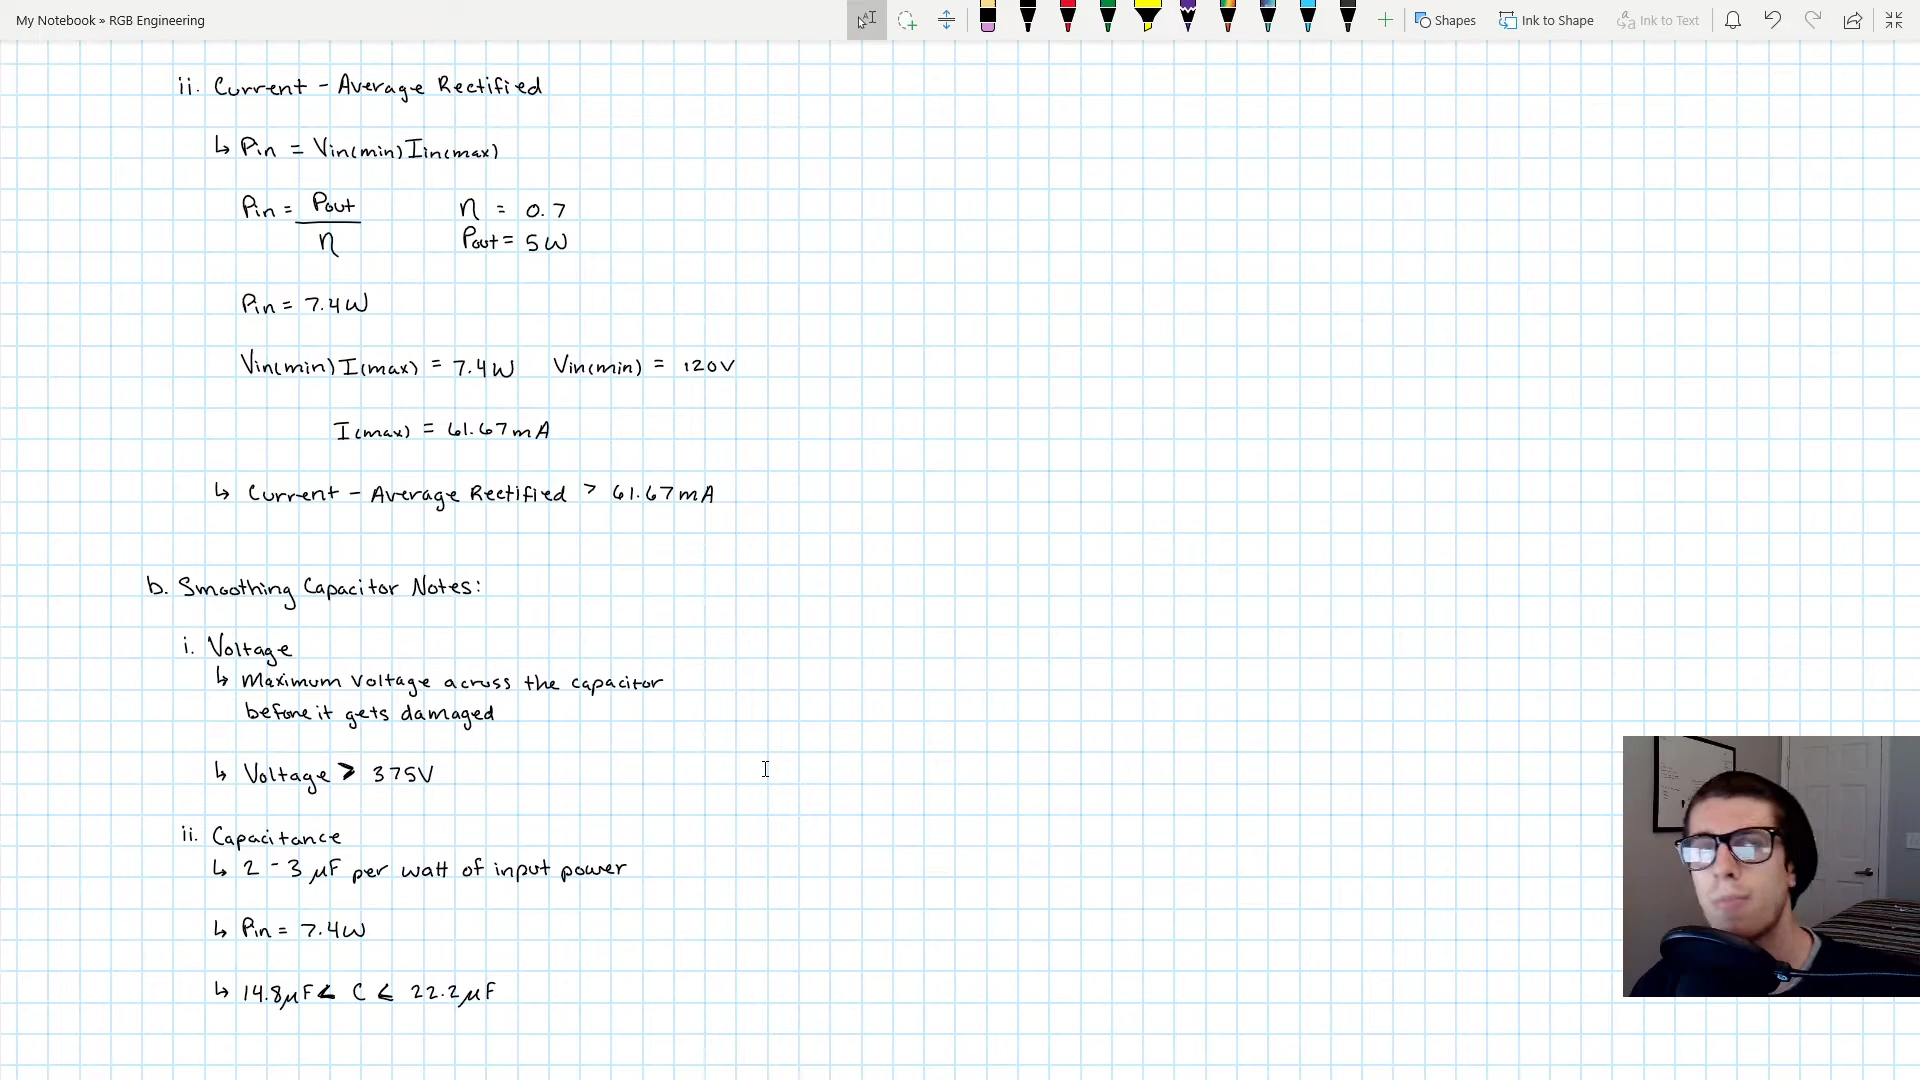 My Notebook » RGB Engineering
Shapes
Ink to Shape
Ink to Text
ii. Current - Average Rectified
↳ Pin = Vin(min) Iin(max)
Pin = Pout
η
η = 0.7
Pout = 5W
Pin = 7.4W
Vin(min) I(max) = 7.4W Vin(min) = 120V
I(max) = 61.67mA
↳ Current - Average Rectified > 61.67mA
b. Smoothing Capacitor Notes:
i. Voltage
↳ Maximum voltage across the capacitor
before it gets damaged
↳ Voltage > 375V
ii. Capacitance
↳ 2 - 3 μF per watt of input power
↳ Pin = 7.4W
↳ 14.8μF < C < 22.2μF